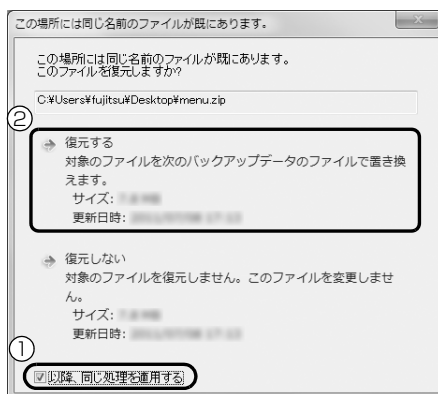 この場所には同じ名前のファイルが既にあります。
この場所には同じ名前のファイルが既にあります。
このファイルを復元しますか?
C:¥Users¥fujitsu¥Desktop¥menu.zip
②
復元する
対象のファイルを次のバックアップデータのファイルで置き換
えます。
サイズ:
更新日時:
復元しない
対象のファイルを復元しません。このファイルを変更しませ
ん。
サイズ:
更新日時:
①
以降、同じ処理を適用する